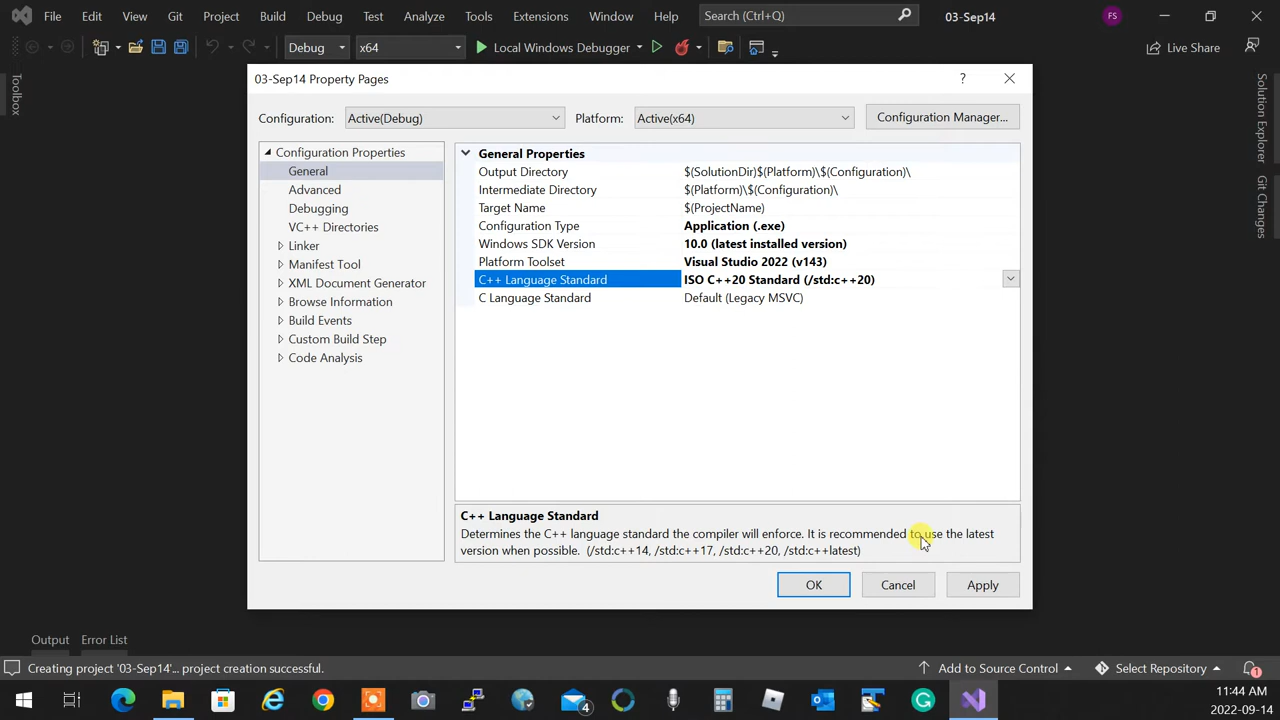 File Edit View Git Project Build Debug Test Analyze Tools Extensions Window Help Search (Ctrl+Q) 03-Sep14 FS
Debug x64 Local Windows Debugger Live Share
Toolbox
Solution Explorer
Git Changes
03-Sep14 Property Pages ?
Configuration: Active(Debug) Platform: Active(x64) Configuration Manager...
Configuration Properties
General
Advanced
Debugging
VC++ Directories
Linker
Manifest Tool
XML Document Generator
Browse Information
Build Events
Custom Build Step
Code Analysis
General Properties
Output Directory $(SolutionDir)$(Platform)\$(Configuration)\
Intermediate Directory $(Platform)\$(Configuration)\
Target Name $(ProjectName)
Configuration Type Application (.exe)
Windows SDK Version 10.0 (latest installed version)
Platform Toolset Visual Studio 2022 (v143)
C++ Language Standard ISO C++20 Standard (/std:c++20)
C Language Standard Default (Legacy MSVC)
C++ Language Standard
Determines the C++ language standard the compiler will enforce. It is recommended to use the latest
version when possible. (/std:c++14, /std:c++17, /std:c++20, /std:c++latest)
OK Cancel Apply
Output Error List
Creating project '03-Sep14'... project creation successful. Add to Source Control Select Repository 1
4
11:44 AM
2022-09-14